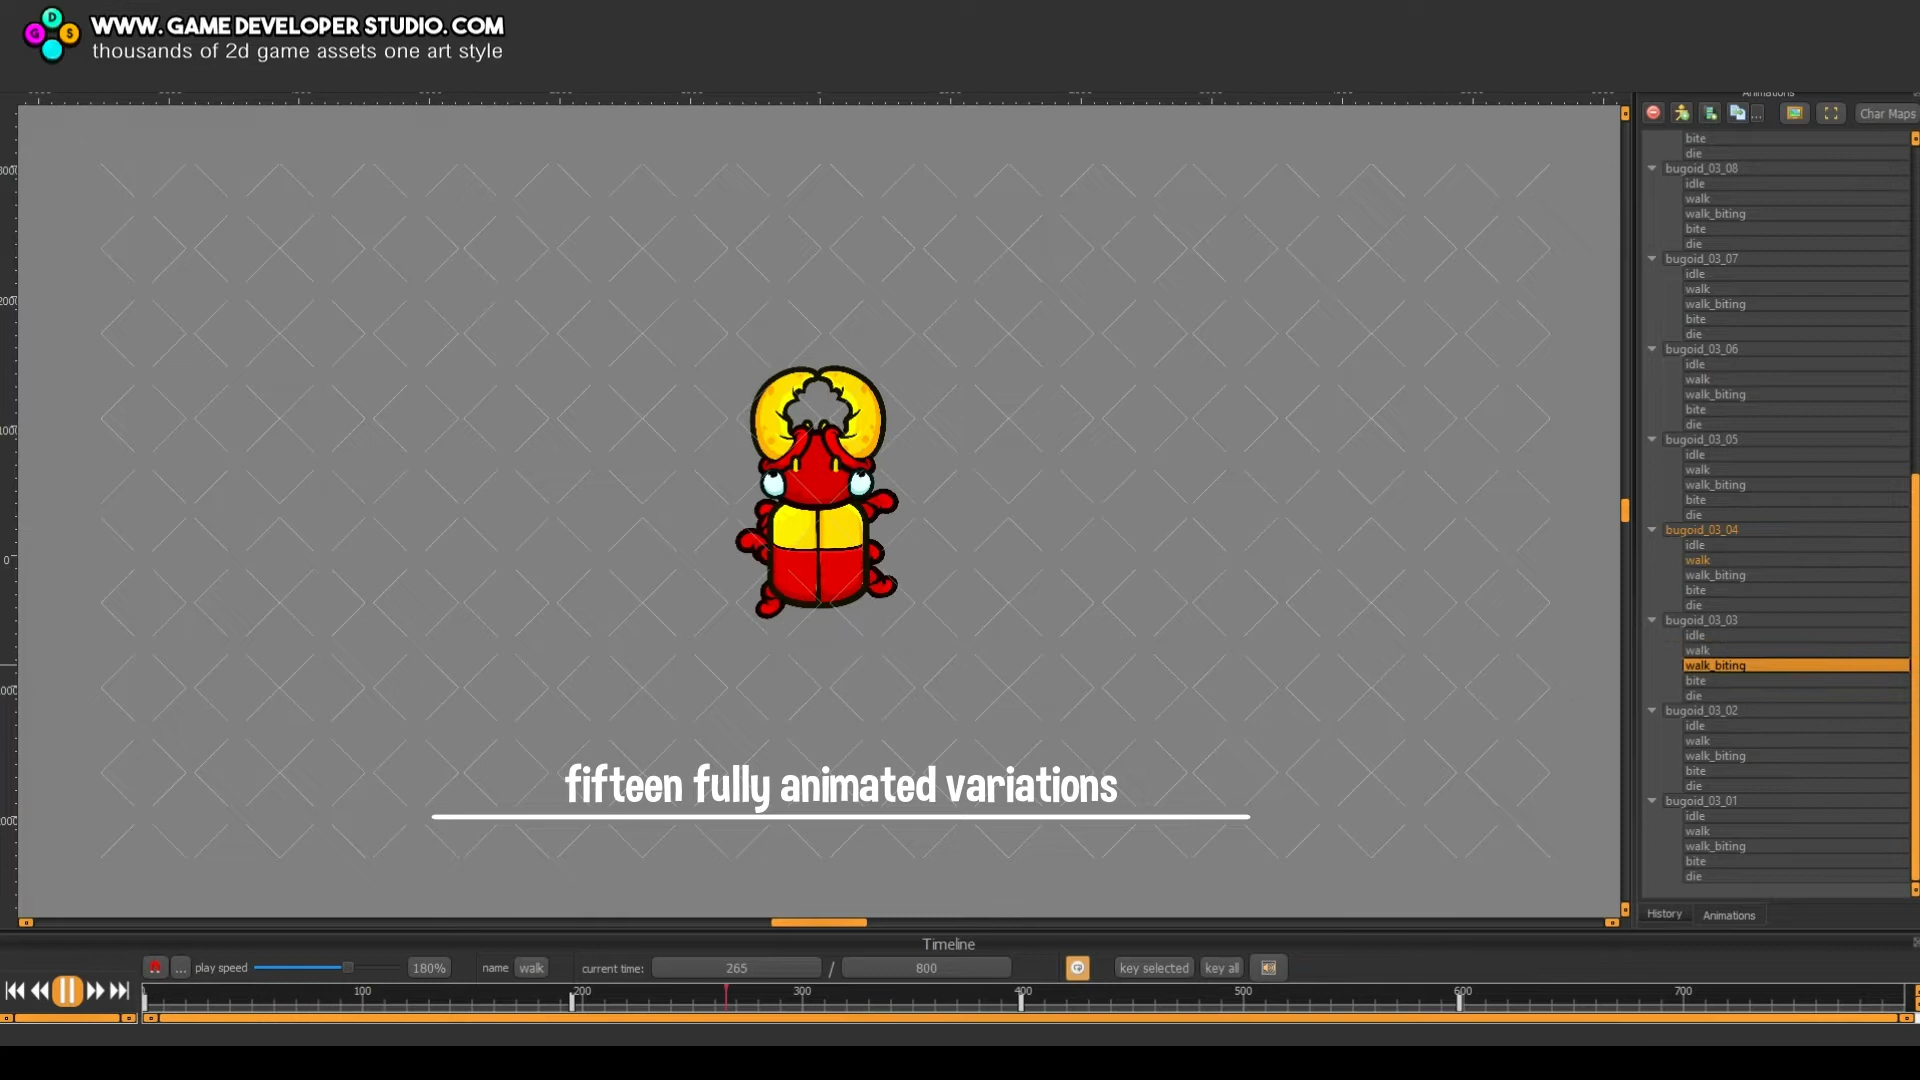 WWW. GAME DEVELOPER STUDIO. COM
thousands of 2d game assets one art style
D
G S
Animations
Char Maps
bite
die
bugoid_03_08
idle
walk
walk_biting
bite
die
bugoid_03_07
idle
walk
walk_biting
bite
die
bugoid_03_06
idle
walk
walk_biting
bite
die
bugoid_03_05
idle
walk
walk_biting
bite
die
bugoid_03_04
idle
walk
walk_biting
bite
die
bugoid_03_03
idle
walk
walk_biting
bite
die
bugoid_03_02
idle
walk
walk_biting
bite
die
bugoid_03_01
idle
walk
walk_biting
bite
die
fifteen fully animated variations
History Animations
Timeline
... play speed 180% name walk current time: 265 / 800 key selected key all
100 200 300 400 500 600 700